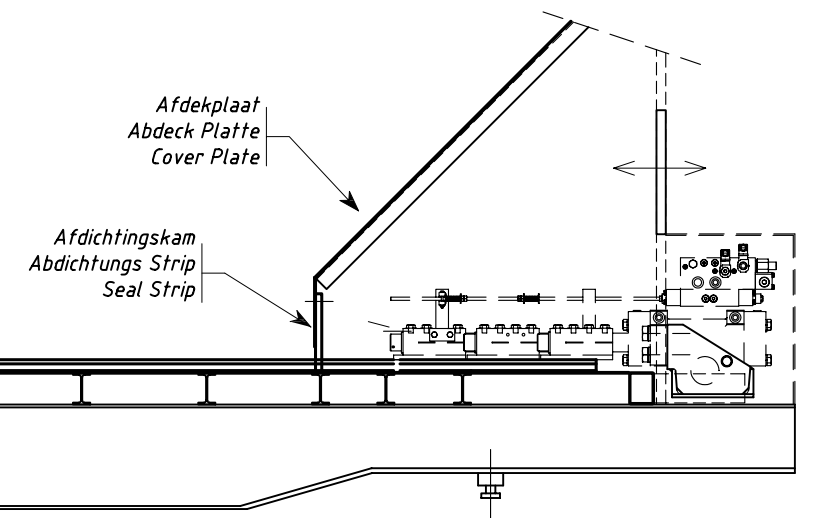 Afdekplaat
Abdeck Platte
Cover Plate
Afdichtingskam
Abdichtungs Strip
Seal Strip